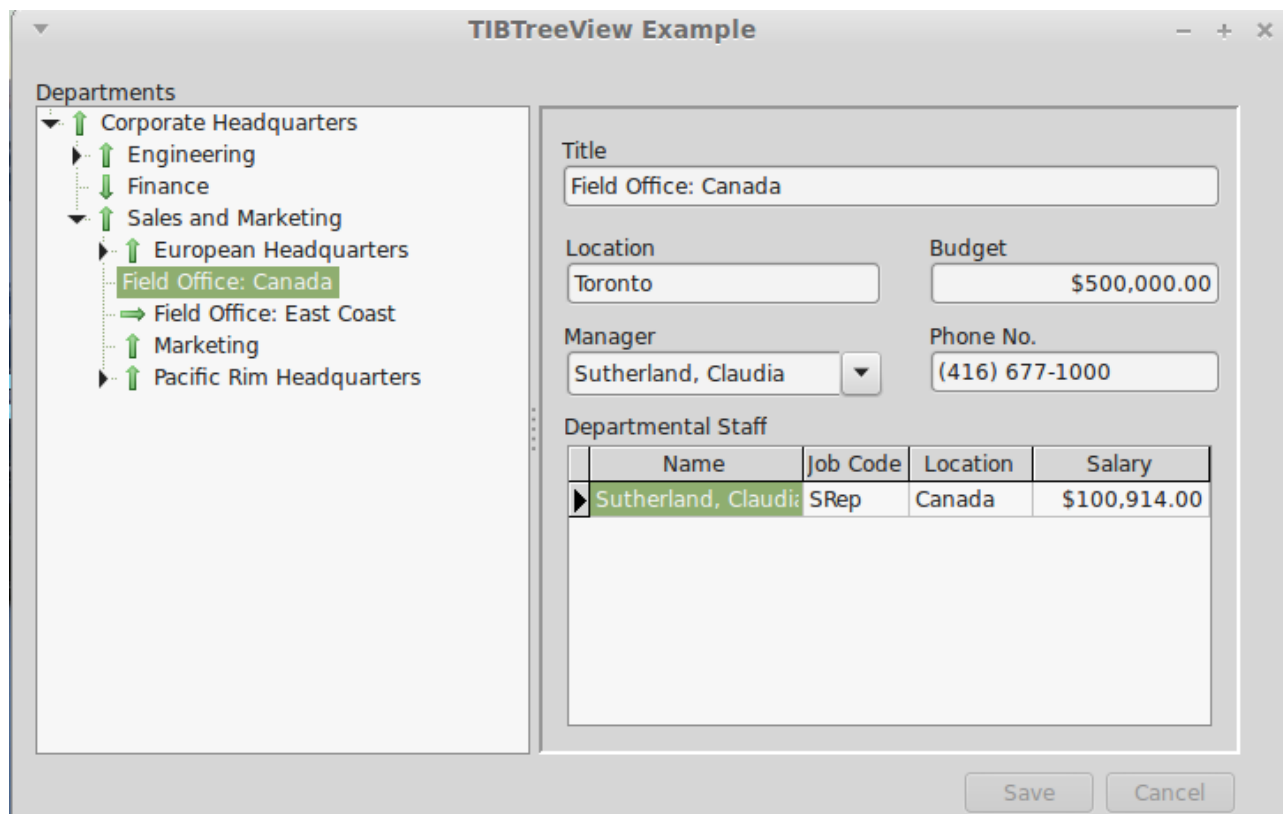 TIBTreeView Example
Departments
Corporate Headquarters
Engineering
Finance
Sales and Marketing
European Headquarters
Field Office: Canada
Field Office: East Coast
Marketing
Pacific Rim Headquarters
Title
Field Office: Canada
Location Budget
Toronto $500,000.00
Manager Phone No.
Sutherland, Claudia (416) 677-1000
Departmental Staff
Name Job Code Location Salary
Sutherland, Claudia SRep Canada $100,914.00
Save Cancel